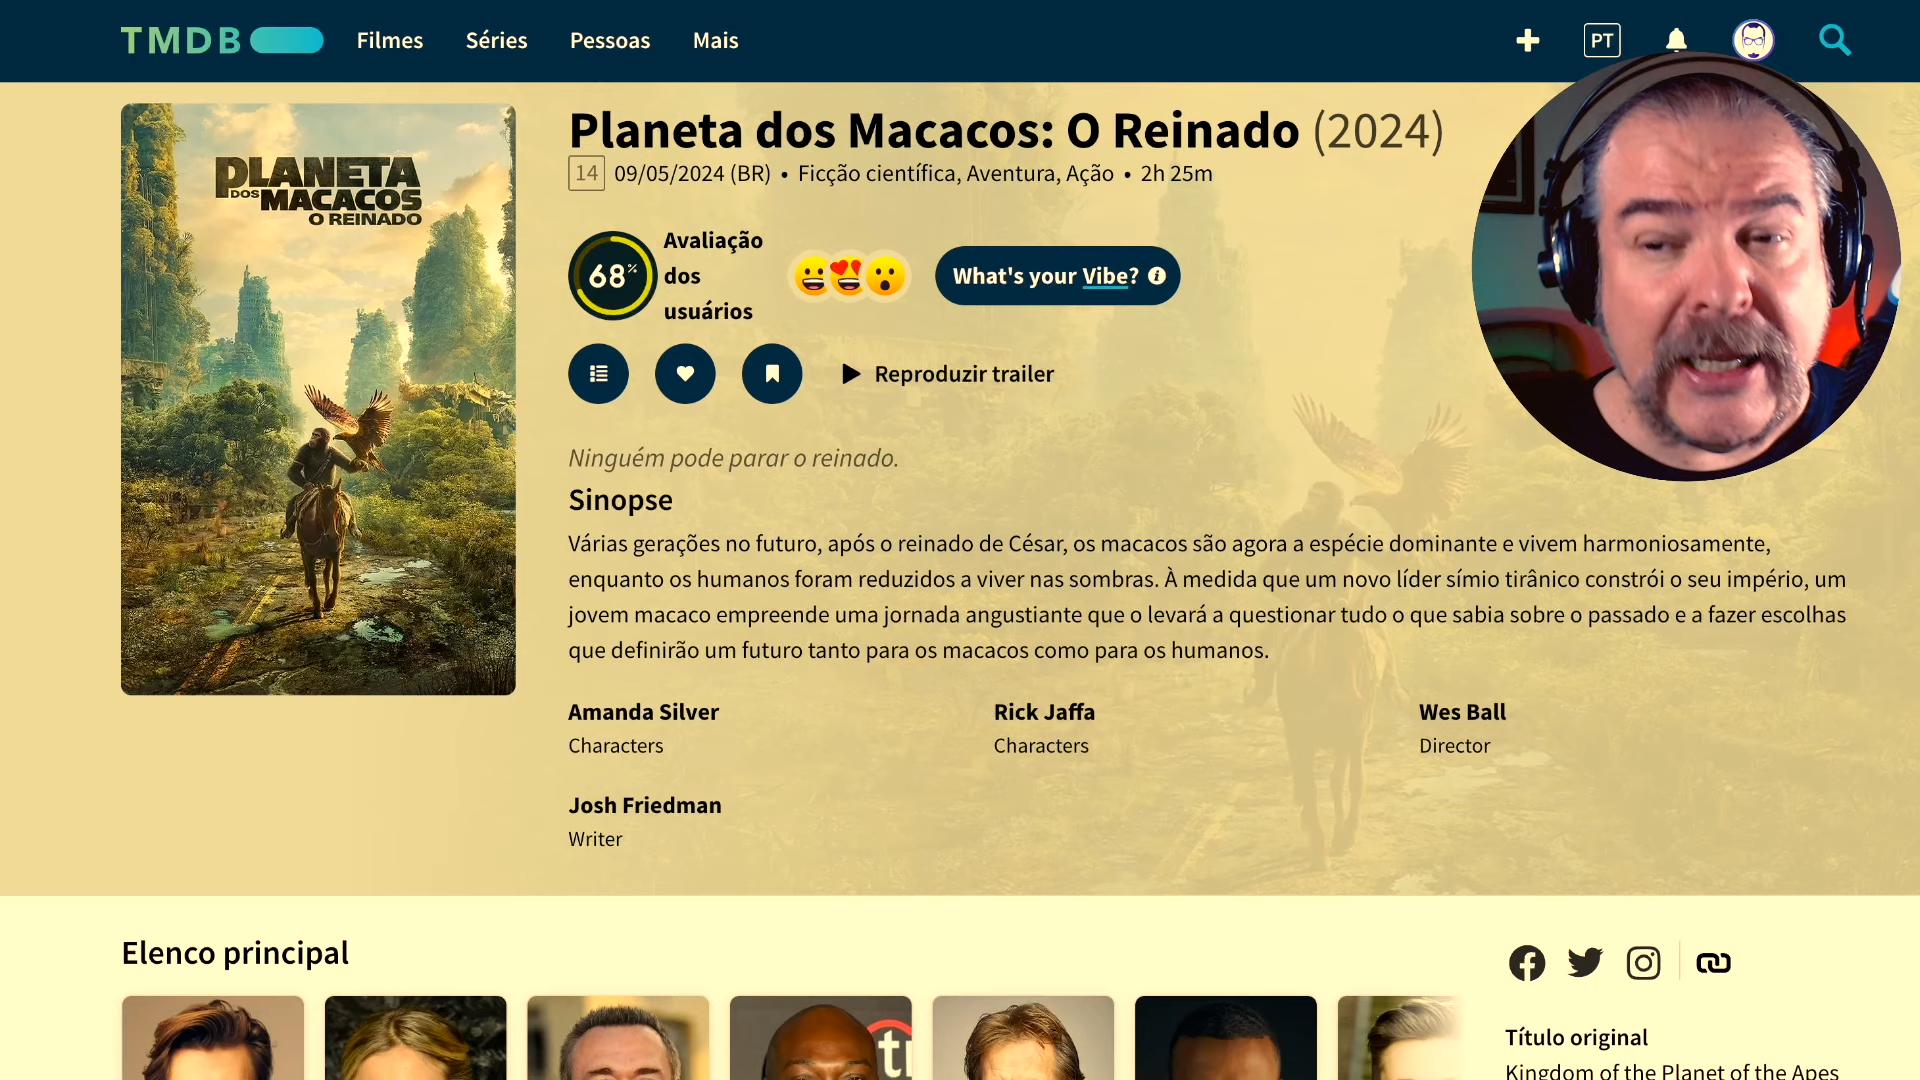 TMDB
Filmes
Séries
Pessoas
Mais
PT
PLANETA
DOS MACACOS
O REINADO
Planeta dos Macacos: O Reinado (2024)
14 09/05/2024 (BR) • Ficção científica, Aventura, Ação • 2h 25m
68%
Avaliação
dos
usuários
What's your Vibe?
Reproduzir trailer
Ninguém pode parar o reinado.
Sinopse
Várias gerações no futuro, após o reinado de César, os macacos são agora a espécie dominante e vivem harmoniosamente,
enquanto os humanos foram reduzidos a viver nas sombras. À medida que um novo líder símio tirânico constrói o seu império, um
jovem macaco empreende uma jornada angustiante que o levará a questionar tudo o que sabia sobre o passado e a fazer escolhas
que definirão um futuro tanto para os macacos como para os humanos.
Amanda Silver
Characters
Rick Jaffa
Characters
Wes Ball
Director
Josh Friedman
Writer
Elenco principal
Título original
Kingdom of the Planet of the Apes